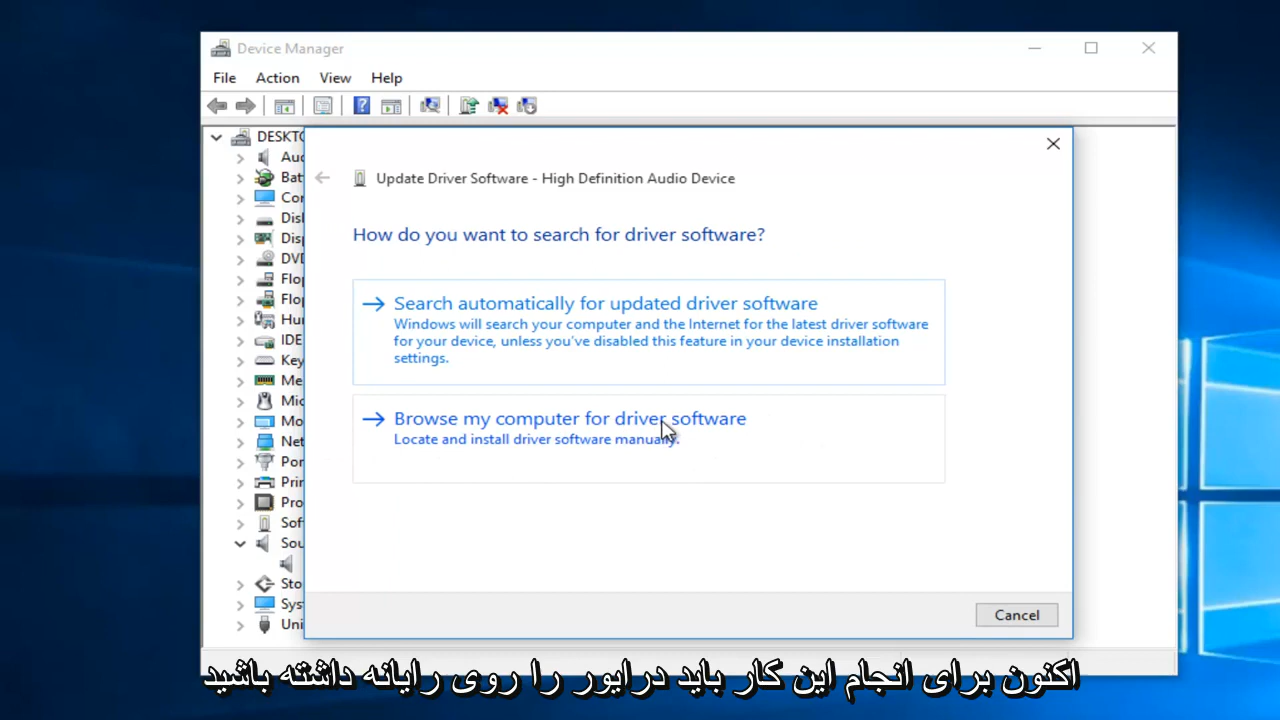 Device Manager
File Action View Help
DESKTO
Update Driver Software - High Definition Audio Device
How do you want to search for driver software?
Search automatically for updated driver software
Windows will search your computer and the Internet for the latest driver software
for your device, unless you've disabled this feature in your device installation
settings.
Browse my computer for driver software
Locate and install driver software manually.
Auc
Bat
Cor
Disl
Disp
DVD
Flop
Flop
Hur
IDE
Key
Me
Mic
Mo
Net
Por
Prin
Pro
Sof
Sou
Sto
Sys
Uni
Cancel
اکنون برای انجام این کار باید درایور را روی رایانه داشته باشید